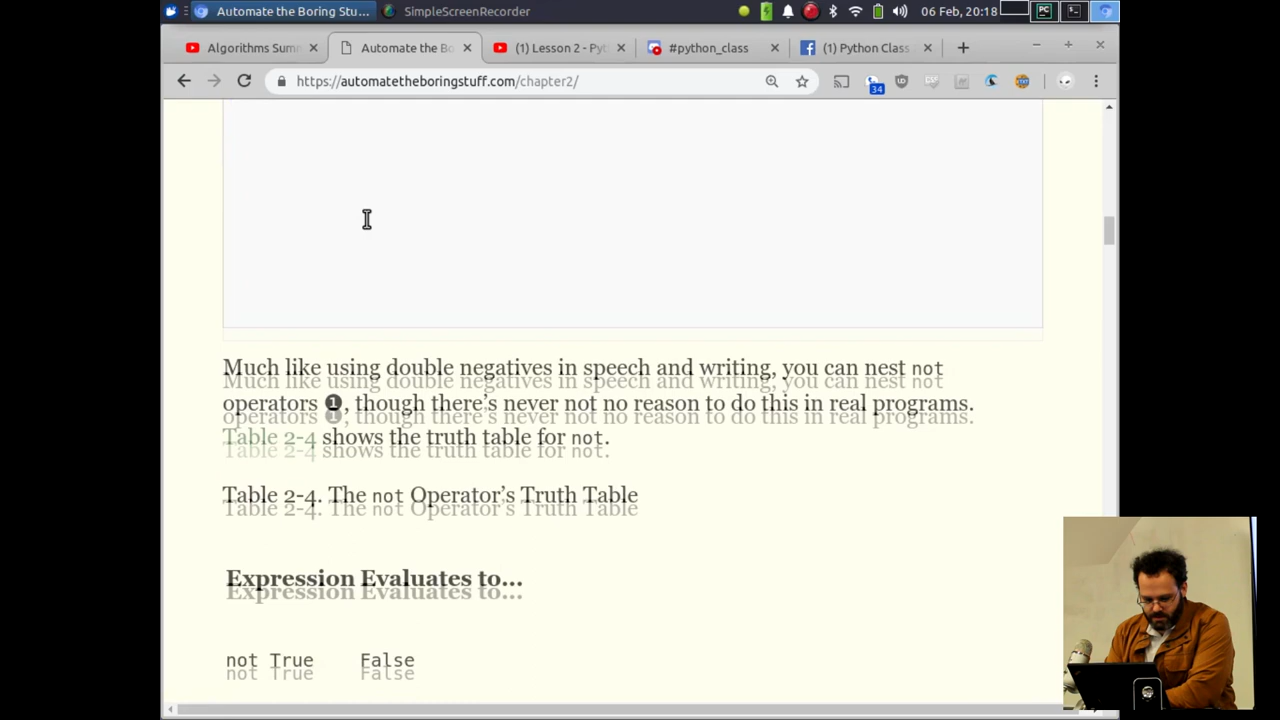 Automate the Boring Stu...
SimpleScreenRecorder
06 Feb, 20:18
Algorithms Sum
Automate the Bo
(1) Lesson 2 - Pyt
#python_class
(1) Python Class
https://automatetheboringstuff.com/chapter2/
34
Much like using double negatives in speech and writing, you can nest not
operators 1, though there’s never not no reason to do this in real programs.
Table 2-4 shows the truth table for not.
Table 2-4. The not Operator’s Truth Table
Expression Evaluates to...
not True False